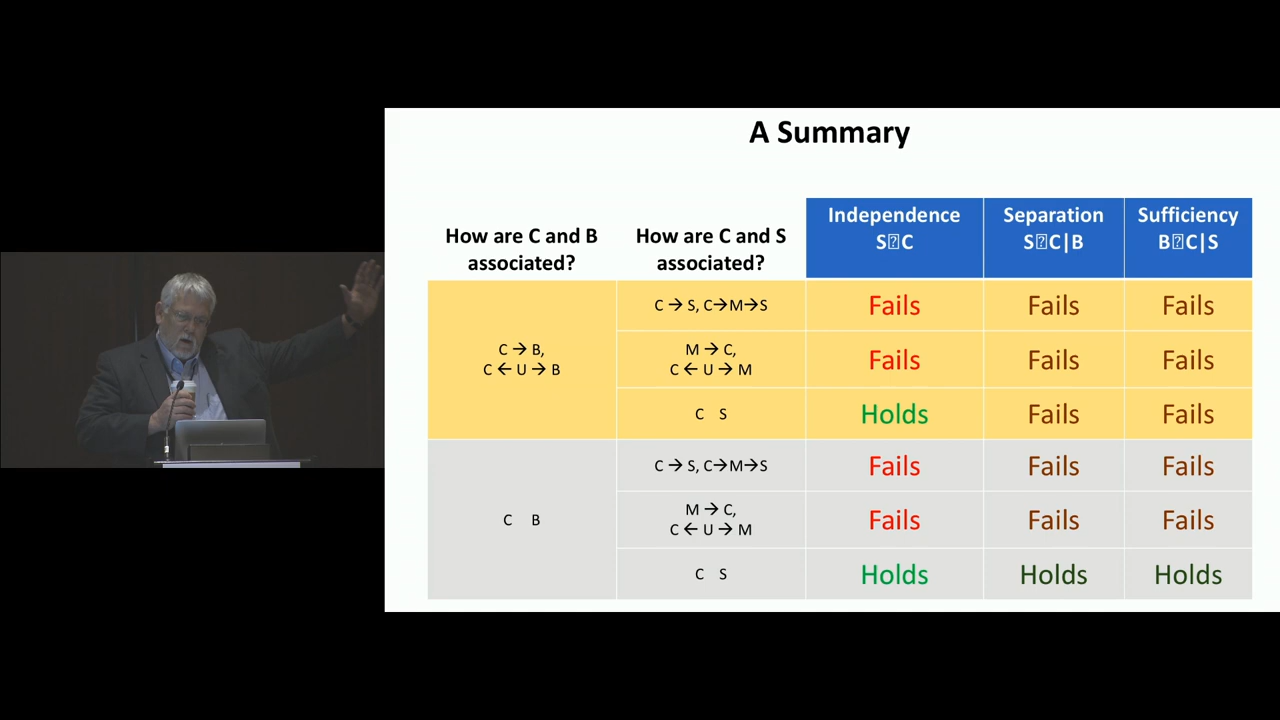 A Summary
How are C and B associated?
How are C and S associated?
Independence
S⍰C
Separation
S⍰C|B
Sufficiency
B⍰C|S
C → B,
C ← U → B
C → S, C→M→S
Fails
Fails
Fails
M → C,
C ← U → M
Fails
Fails
Fails
C S
Holds
Fails
Fails
C B
C → S, C→M→S
Fails
Fails
Fails
M → C,
C ← U → M
Fails
Fails
Fails
C S
Holds
Holds
Holds